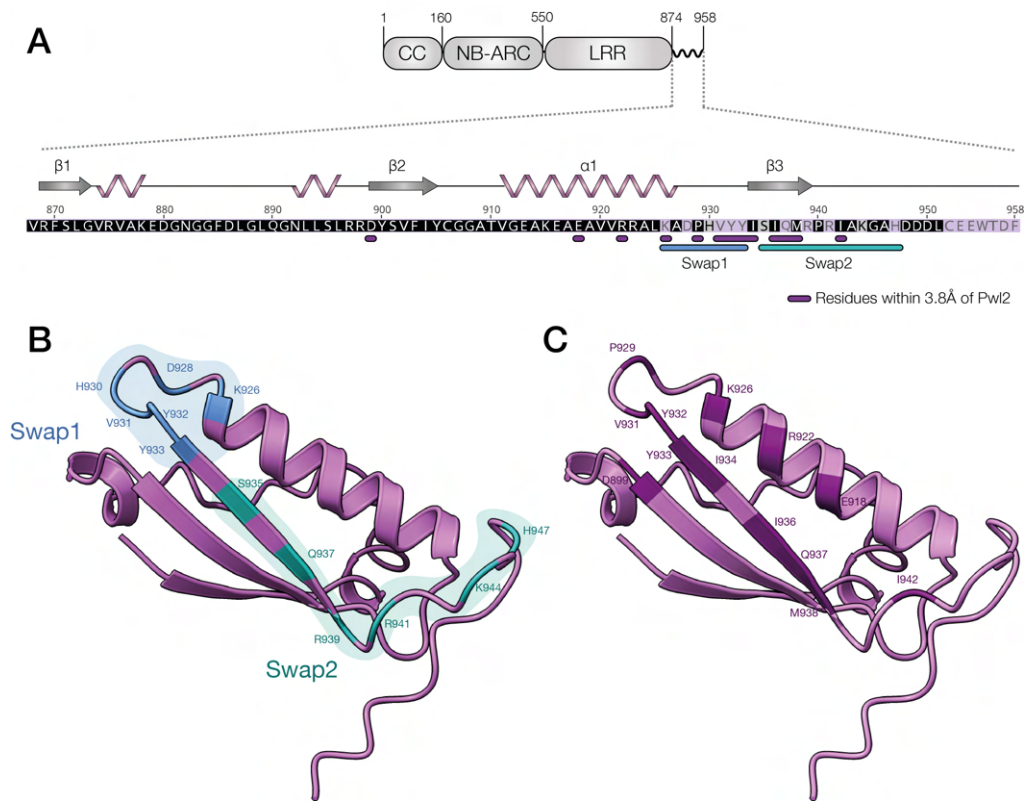 A
1 160 550 874 958
CC NB-ARC LRR
β1 β2 α1 β3
870 880 890 900 910 920 930 940 950 958
VRFSLGVRVAKEDGNGGFDLGLQGNLLSLRRDYSVFIYCGGATVGEAKEAEAVVRRALKADPHVYYISIQMRPRIAKGAHDDDLCEEWTDF
Swap1 Swap2
Residues within 3.8Å of Pwl2
B
D928
H930
K926
V931
Y932
Swap1
Y933
S935
H947
Q937
K944
R941
R939
Swap2
C
P929
K926
V931
Y932
R922
Y933
I934
D899
E918
I936
Q937
I942
M938